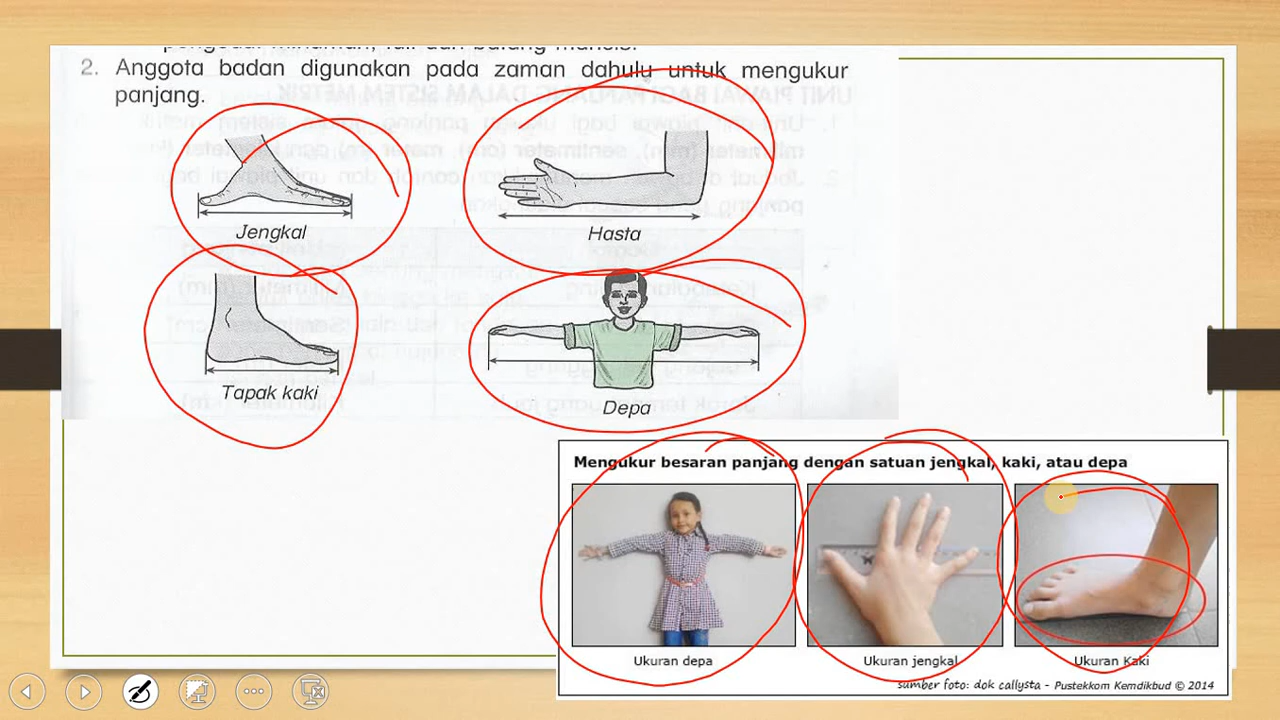 2. Anggota badan digunakan pada zaman dahulu untuk mengukur
panjang.
Jengkal
Hasta
Tapak kaki
Depa
Mengukur besaran panjang dengan satuan jengkal, kaki, atau depa
Ukuran depa
Ukuran jengkal
Ukuran Kaki
sumber foto: dok callysta - Pustekkom Kemdikbud © 2014